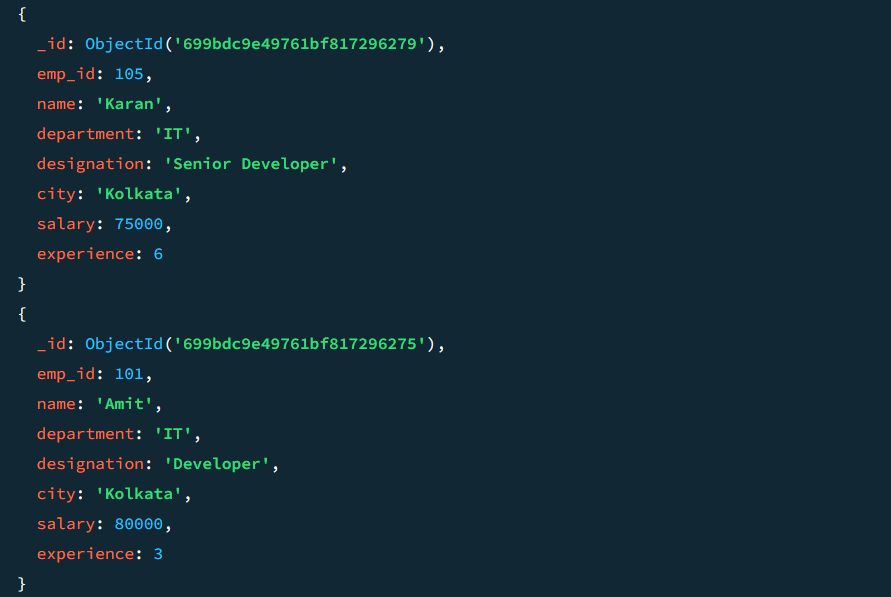 {
_id: ObjectId('699bdc9e49761bf817296279'),
emp_id: 105,
name: 'Karan',
department: 'IT',
designation: 'Senior Developer',
city: 'Kolkata',
salary: 75000,
experience: 6
}
{
_id: ObjectId('699bdc9e49761bf817296275'),
emp_id: 101,
name: 'Amit',
department: 'IT',
designation: 'Developer',
city: 'Kolkata',
salary: 80000,
experience: 3
}